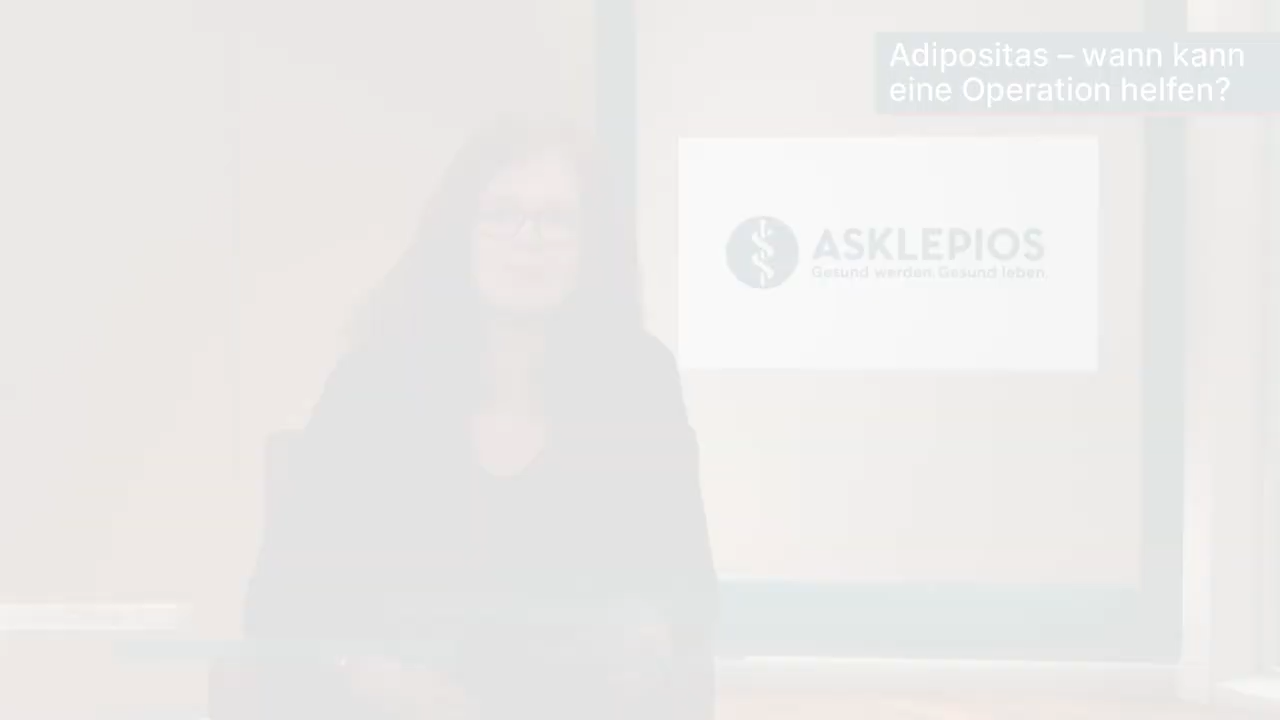 Adipositas – wann kann
eine Operation helfen?
ASKLEPIOS
Gesund werden. Gesund leben.